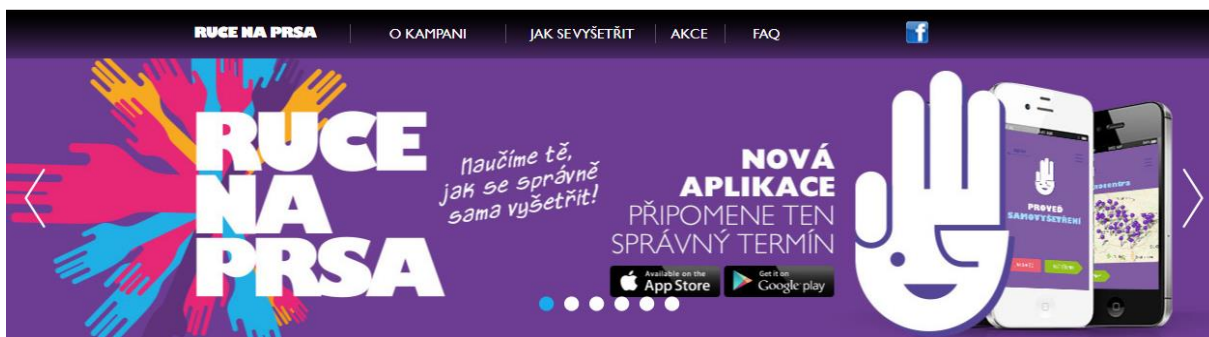 RUCE NA PRSA
O KAMPANI
JAK SE VYŠETŘIT
AKCE
FAQ
f
RUCE
NA
PRSA
Naučíme tě,
jak se správně
sama vyšetřit!
NOVÁ
APLIKACE
PŘIPOMENE TEN
SPRÁVNÝ TERMÍN
Available on the
App Store
Get it on
Google play
PROVEĎ
SAMOVYŠETŘENÍ